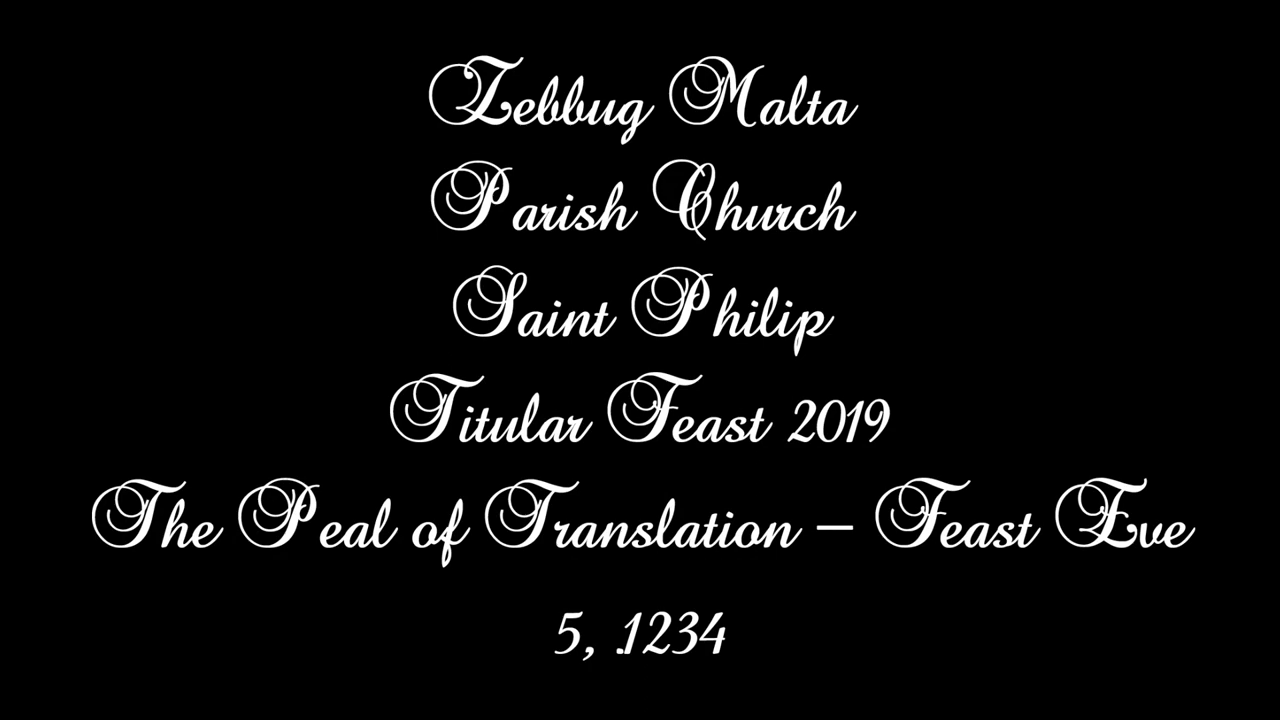 Zebbug Malta
Parish Church
Saint Philip
Titular Feast 2019
The Peal of Translation – Feast Eve
5, .1234